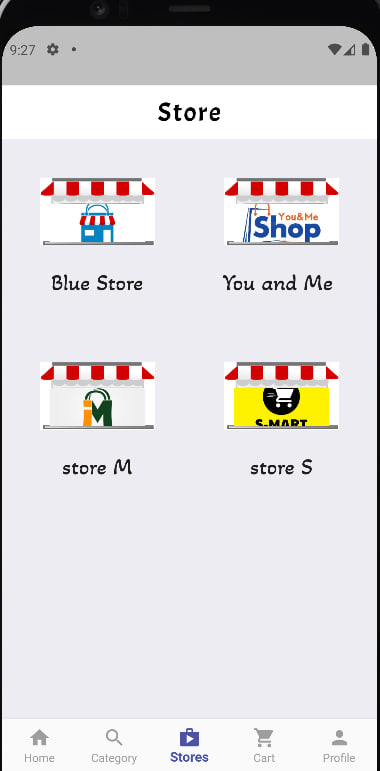 9:27
Store
You&Me
Shop
Blue Store
You and Me
M
S-MART
store M
store S
Home
Category
Stores
Cart
Profile